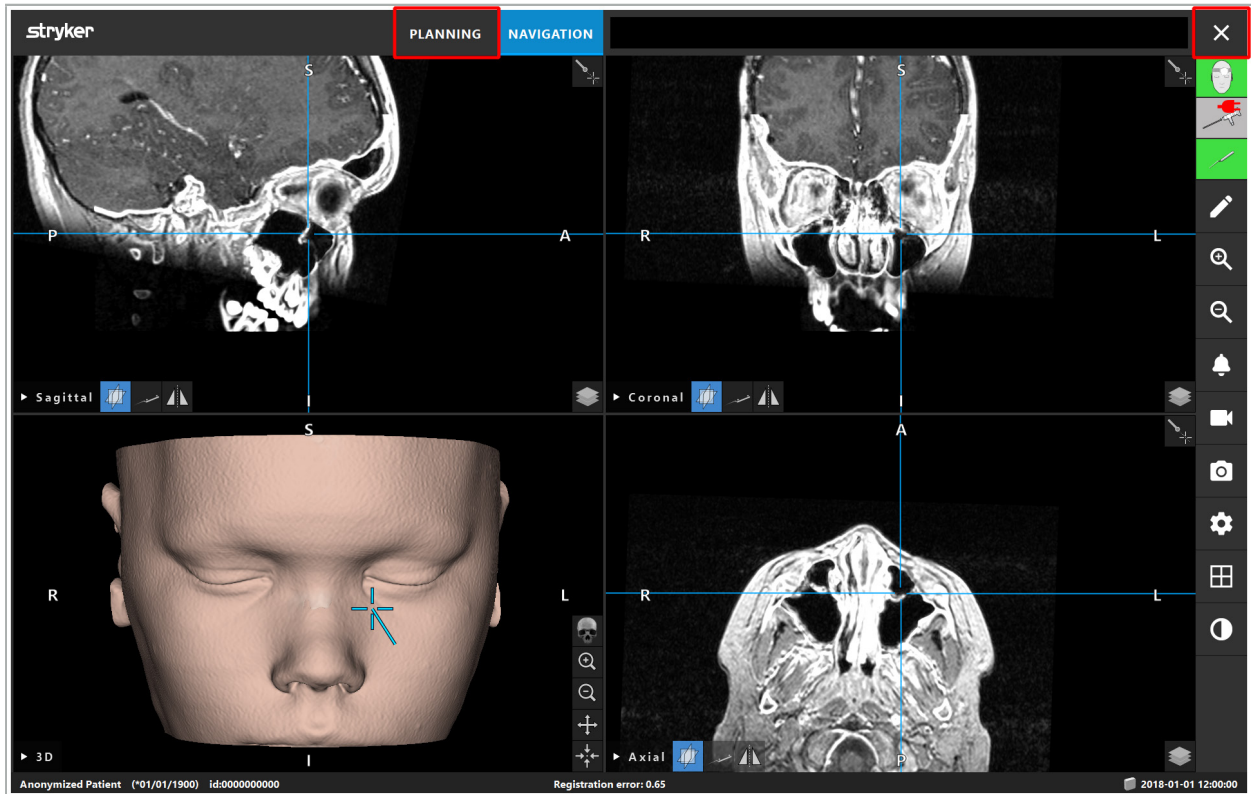 stryker
PLANNING
NAVIGATION
S
P
A
Sagittal
I
S
R
L
Coronal
I
S
R
L
3D
I
A
R
L
Axial
P
Anonymized Patient (*01/01/1900) id:0000000000
Registration error: 0.65
2018-01-01 12:00:00